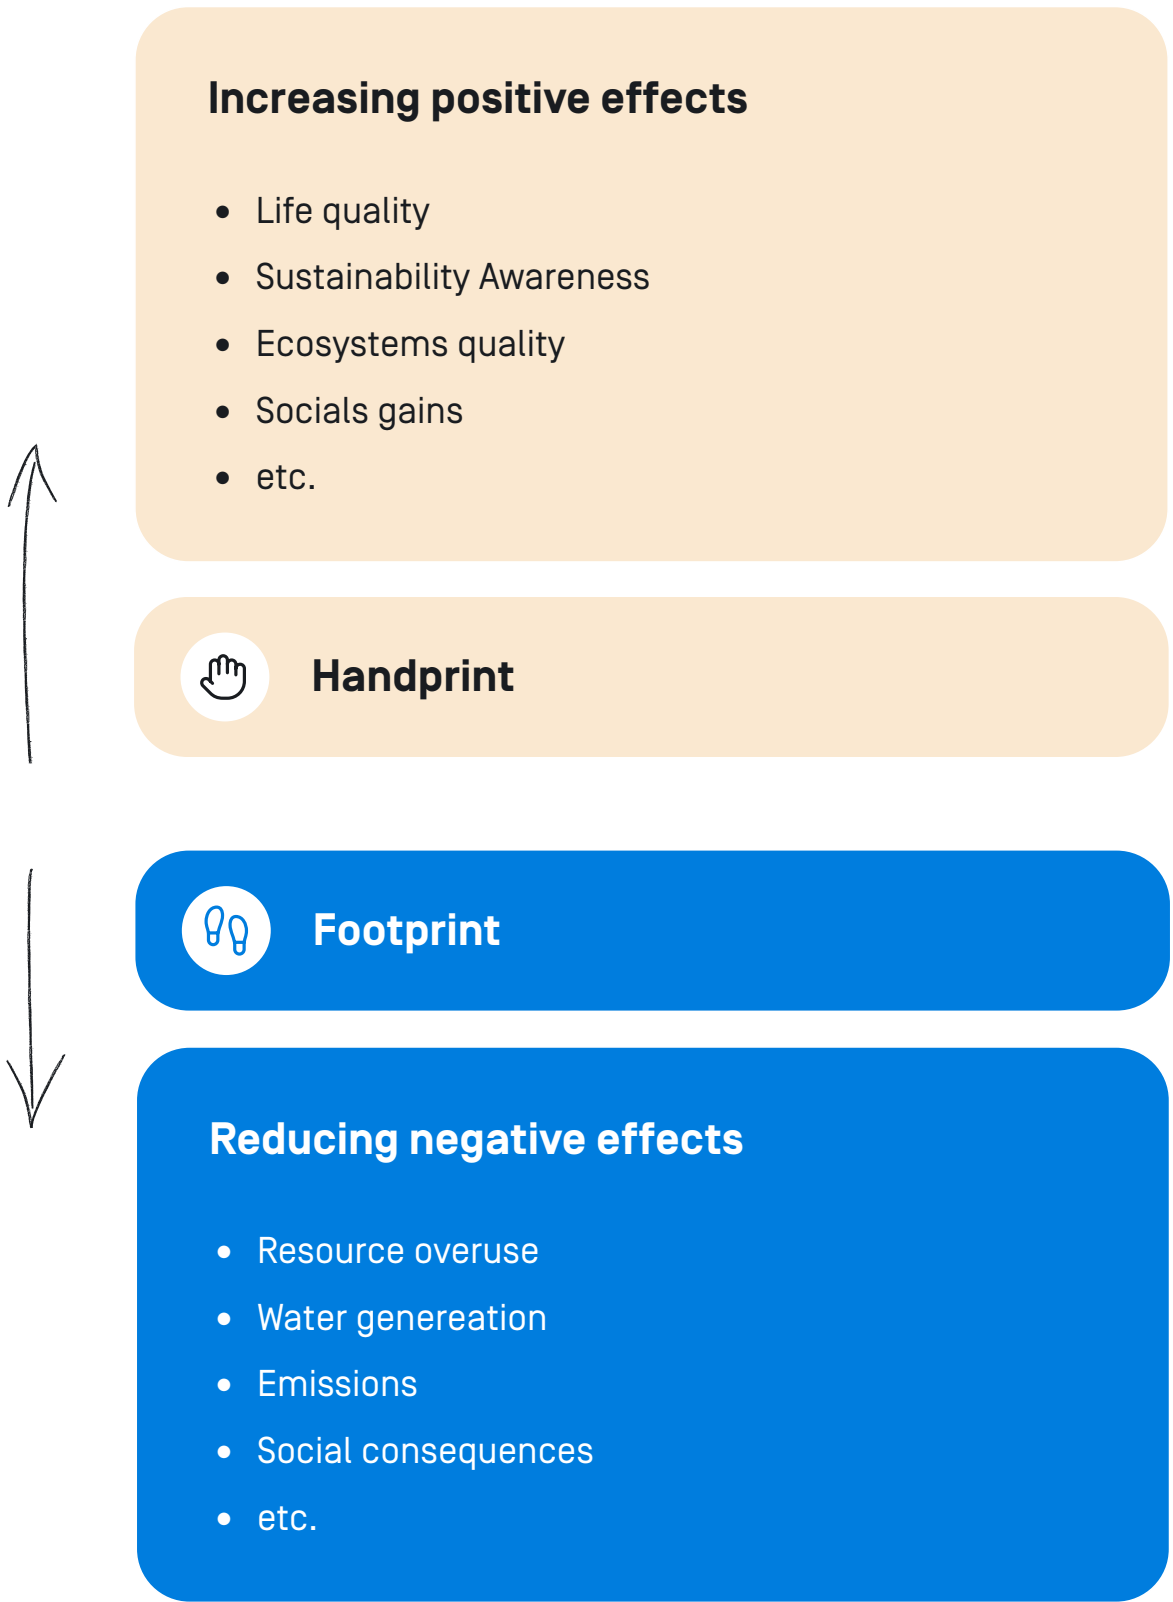 Increasing positive effects
• Life quality
• Sustainability Awareness
• Ecosystems quality
• Socials gains
• etc.
Handprint
Footprint
Reducing negative effects
• Resource overuse
• Water genereation
• Emissions
• Social consequences
• etc.